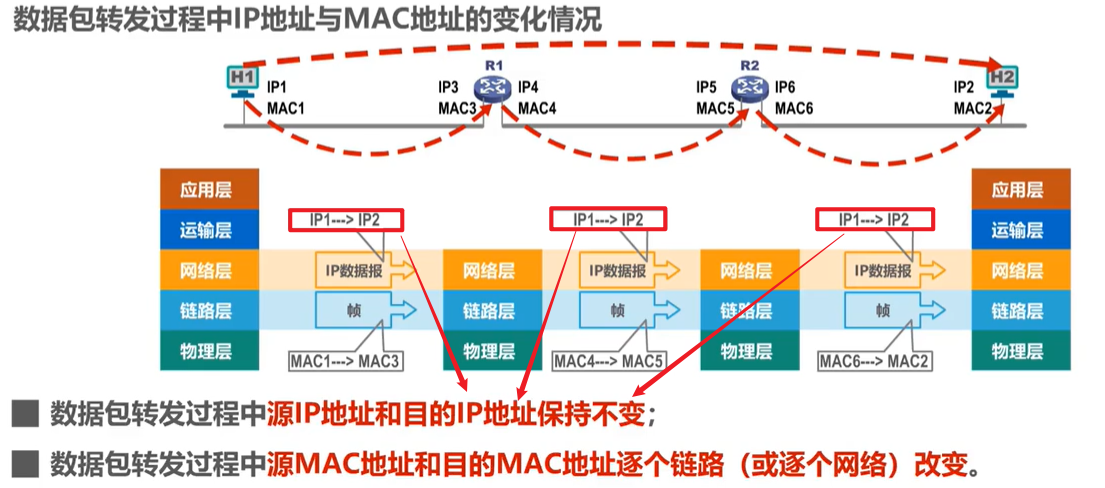 数据包转发过程中IP地址与MAC地址的变化情况
R1 R2
H1 IP1 IP3 IP4 IP5 IP6 IP2 H2
MAC1 MAC3 MAC4 MAC5 MAC6 MAC2
应用层 应用层
运输层 IP1---> IP2 IP1---> IP2 IP1---> IP2 运输层
网络层 IP数据报 网络层 IP数据报 网络层 IP数据报 网络层
链路层 帧 链路层 帧 链路层 帧 链路层
物理层 MAC1---> MAC3 物理层 MAC4---> MAC5 物理层 MAC6---> MAC2 物理层
数据包转发过程中源IP地址和目的IP地址保持不变；
数据包转发过程中源MAC地址和目的MAC地址逐个链路（或逐个网络）改变。